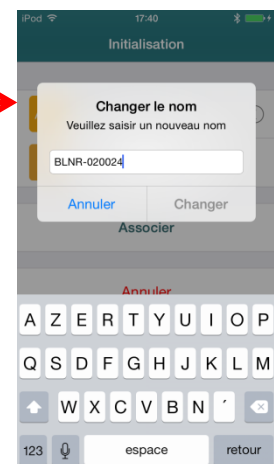 iPod 17:40
Initialisation
Changer le nom
Veuillez saisir un nouveau nom
BLNR-020024
Annuler Changer
Associer
Annuler
A Z E R T Y U I O P
Q S D F G H J K L M
W X C V B N ´
123 espace retour